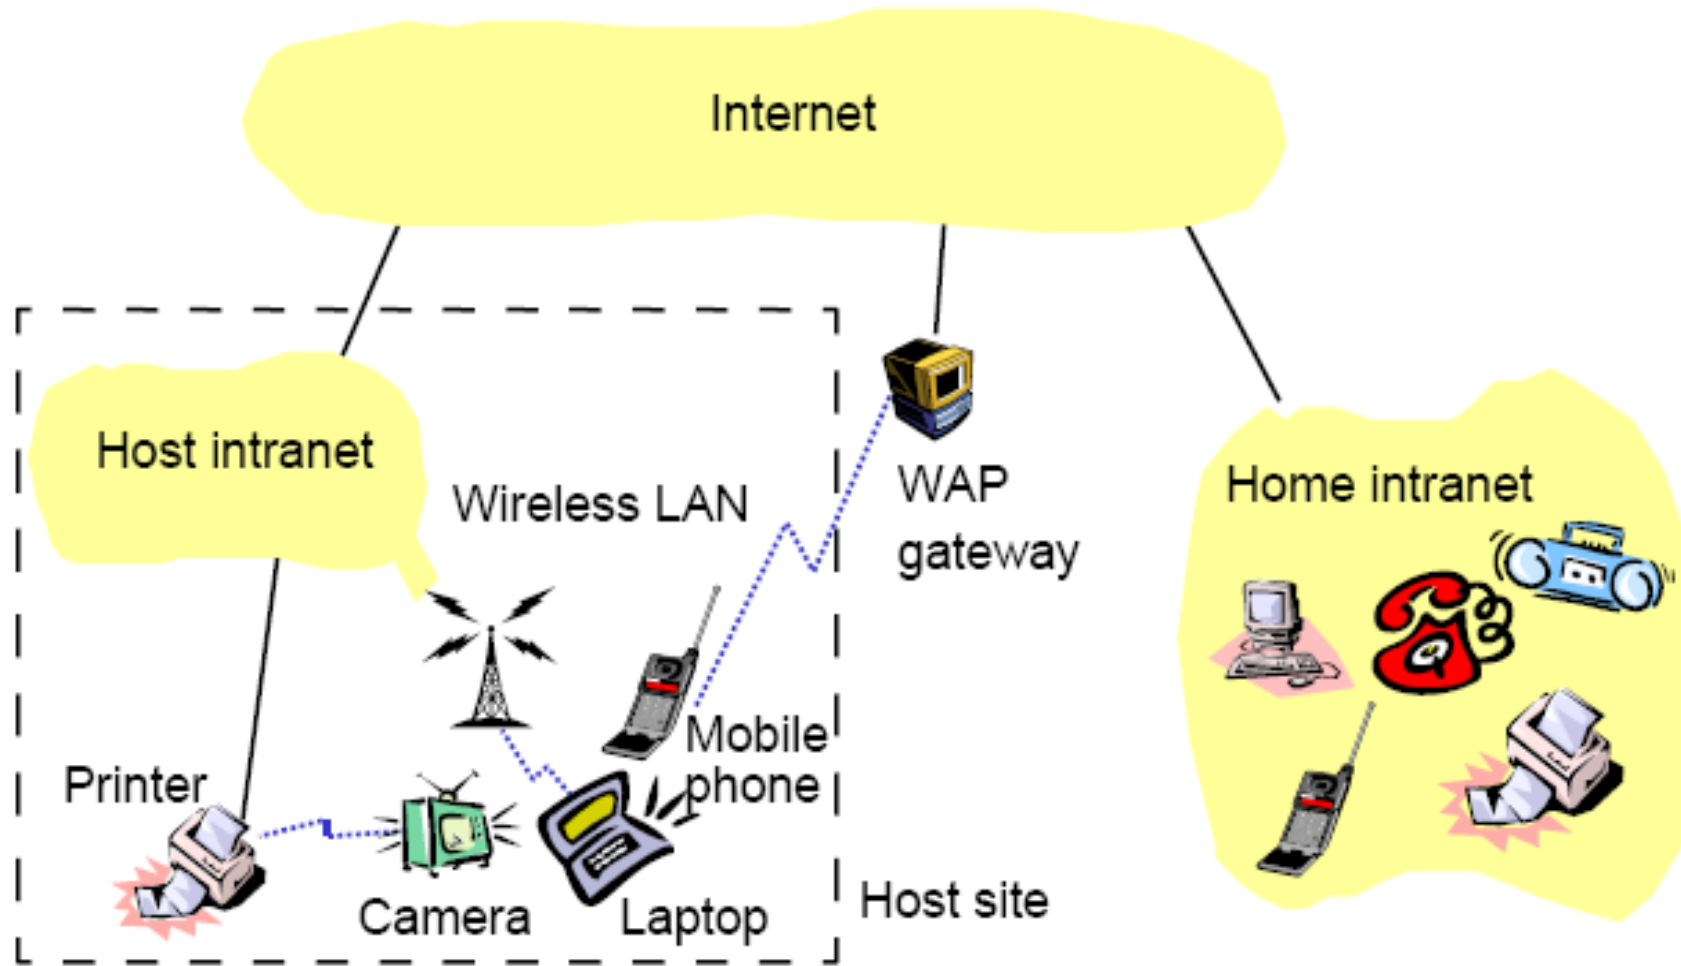 Internet
Host intranet
Wireless LAN
WAP
gateway
Home intranet
Mobile
phone
Printer
Camera
Laptop
Host site